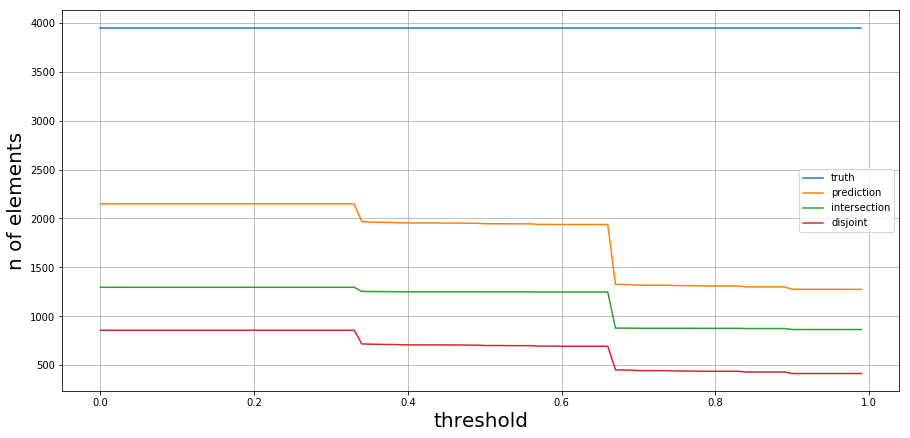 4000
3500
3000
2500
2000
1500
1000
500
n of elements
truth
prediction
intersection
disjoint
0.0 0.2 0.4 0.6 0.8 1.0
threshold